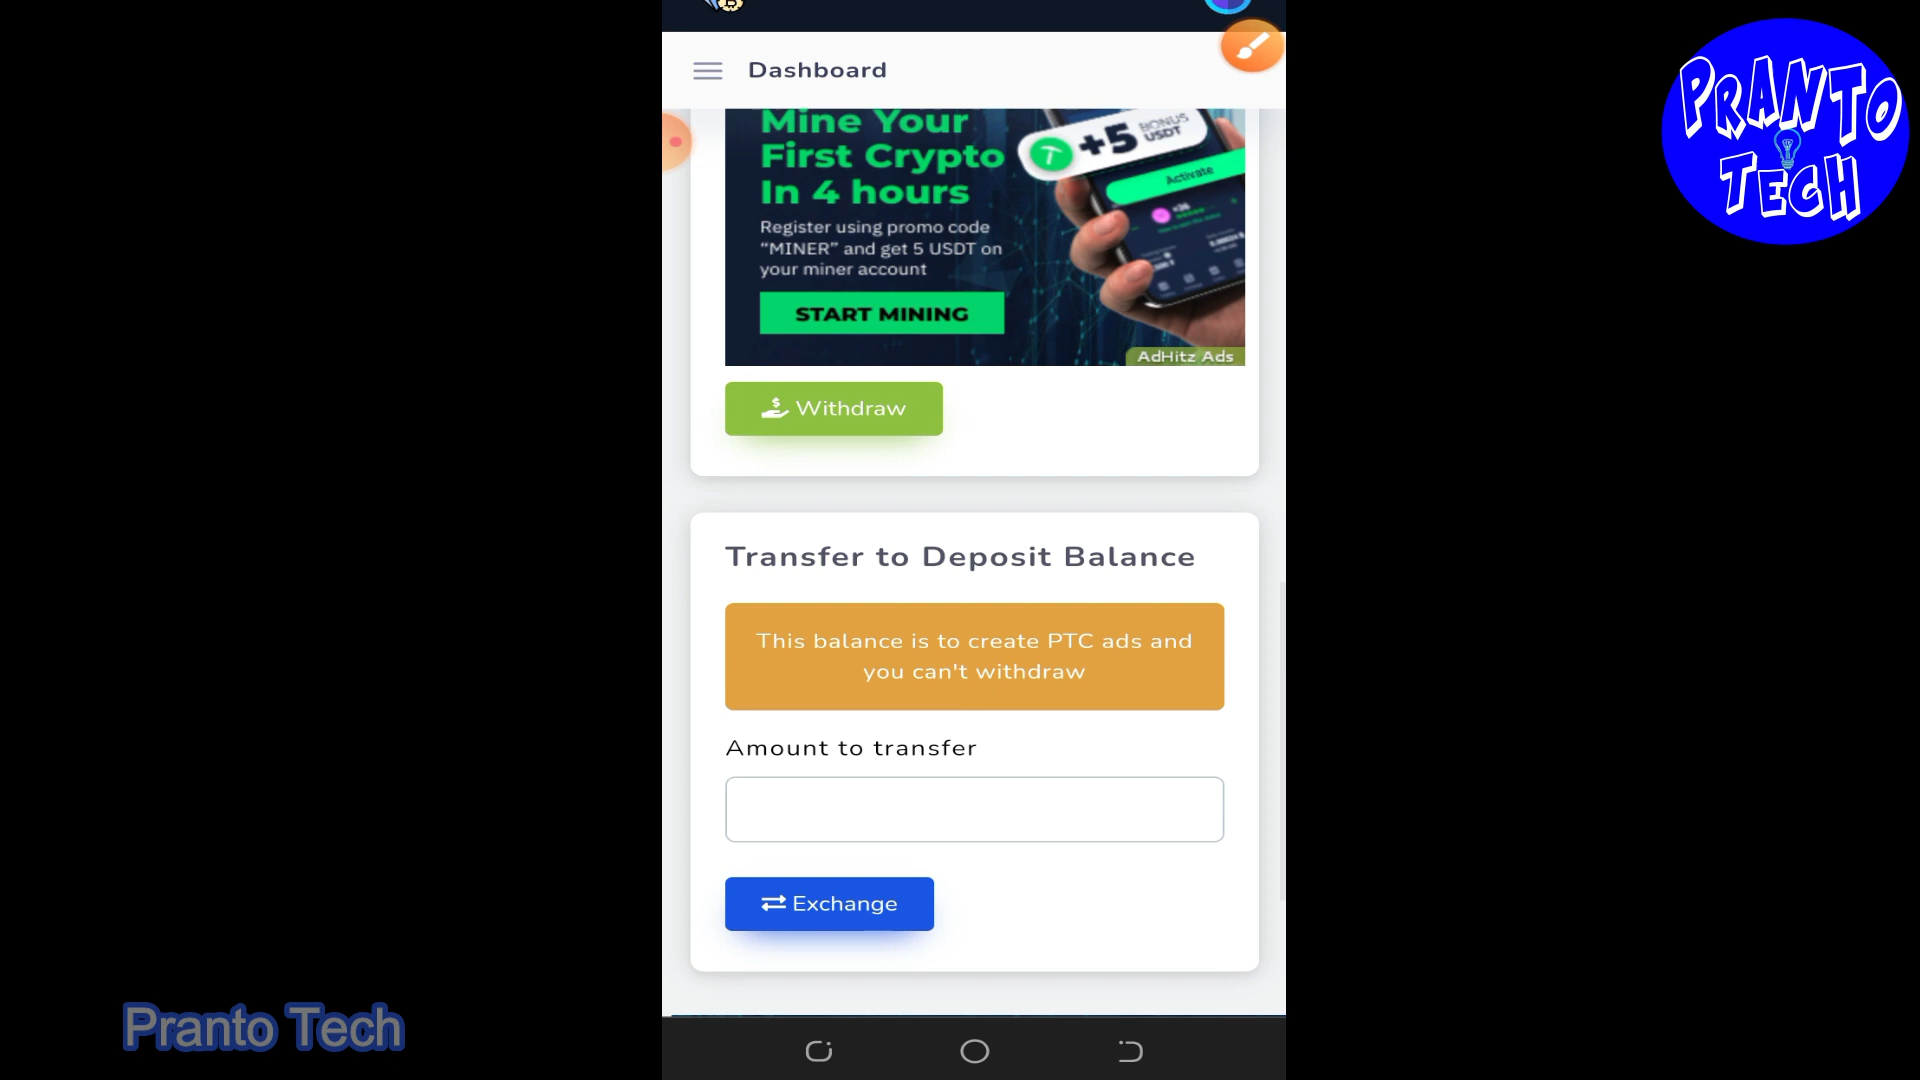 Dashboard
Mine Your
First Crypto
In 4 hours
Register using promo code
“MINER” and get 5 USDT on
your miner account
START MINING
+5 BONUS
USDT
Activate
AdHitz Ads
Withdraw
Transfer to Deposit Balance
This balance is to create PTC ads and
you can't withdraw
Amount to transfer
Exchange
PRANTO
TECH
Pranto Tech